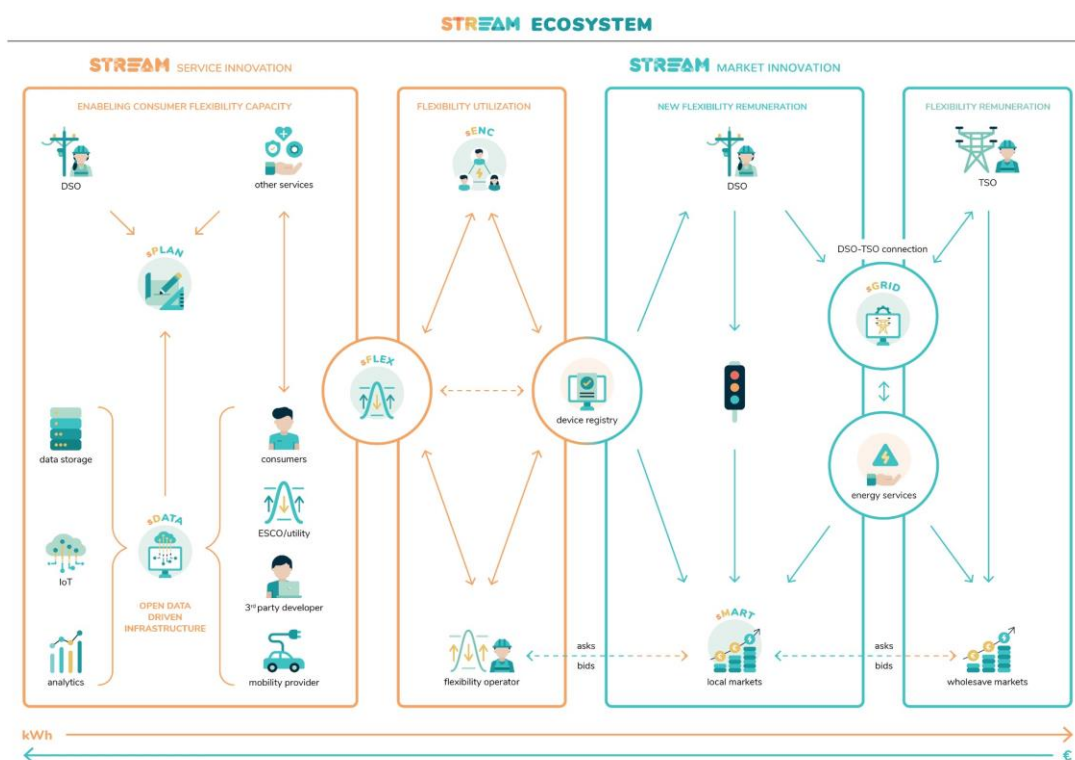 STREAM ECOSYSTEM
STREAM SERVICE INNOVATION
STREAM MARKET INNOVATION
ENABELING CONSUMER FLEXIBILITY CAPACITY
FLEXIBILITY UTILIZATION
NEW FLEXIBILITY REMUNERATION
FLEXIBILITY REMUNERATION
DSO
other services
sPLAN
data storage
IoT
analytics
sDATA
OPEN DATA
DRIVEN
INFRASTRUCTURE
consumers
ESCO/utility
3rd party developer
mobility provider
sFLEX
sENC
device registry
flexibility operator
asks
bids
DSO
DSO-TSO connection
sGRID
energy services
sMART
local markets
asks
bids
TSO
wholesave markets
kWh
€